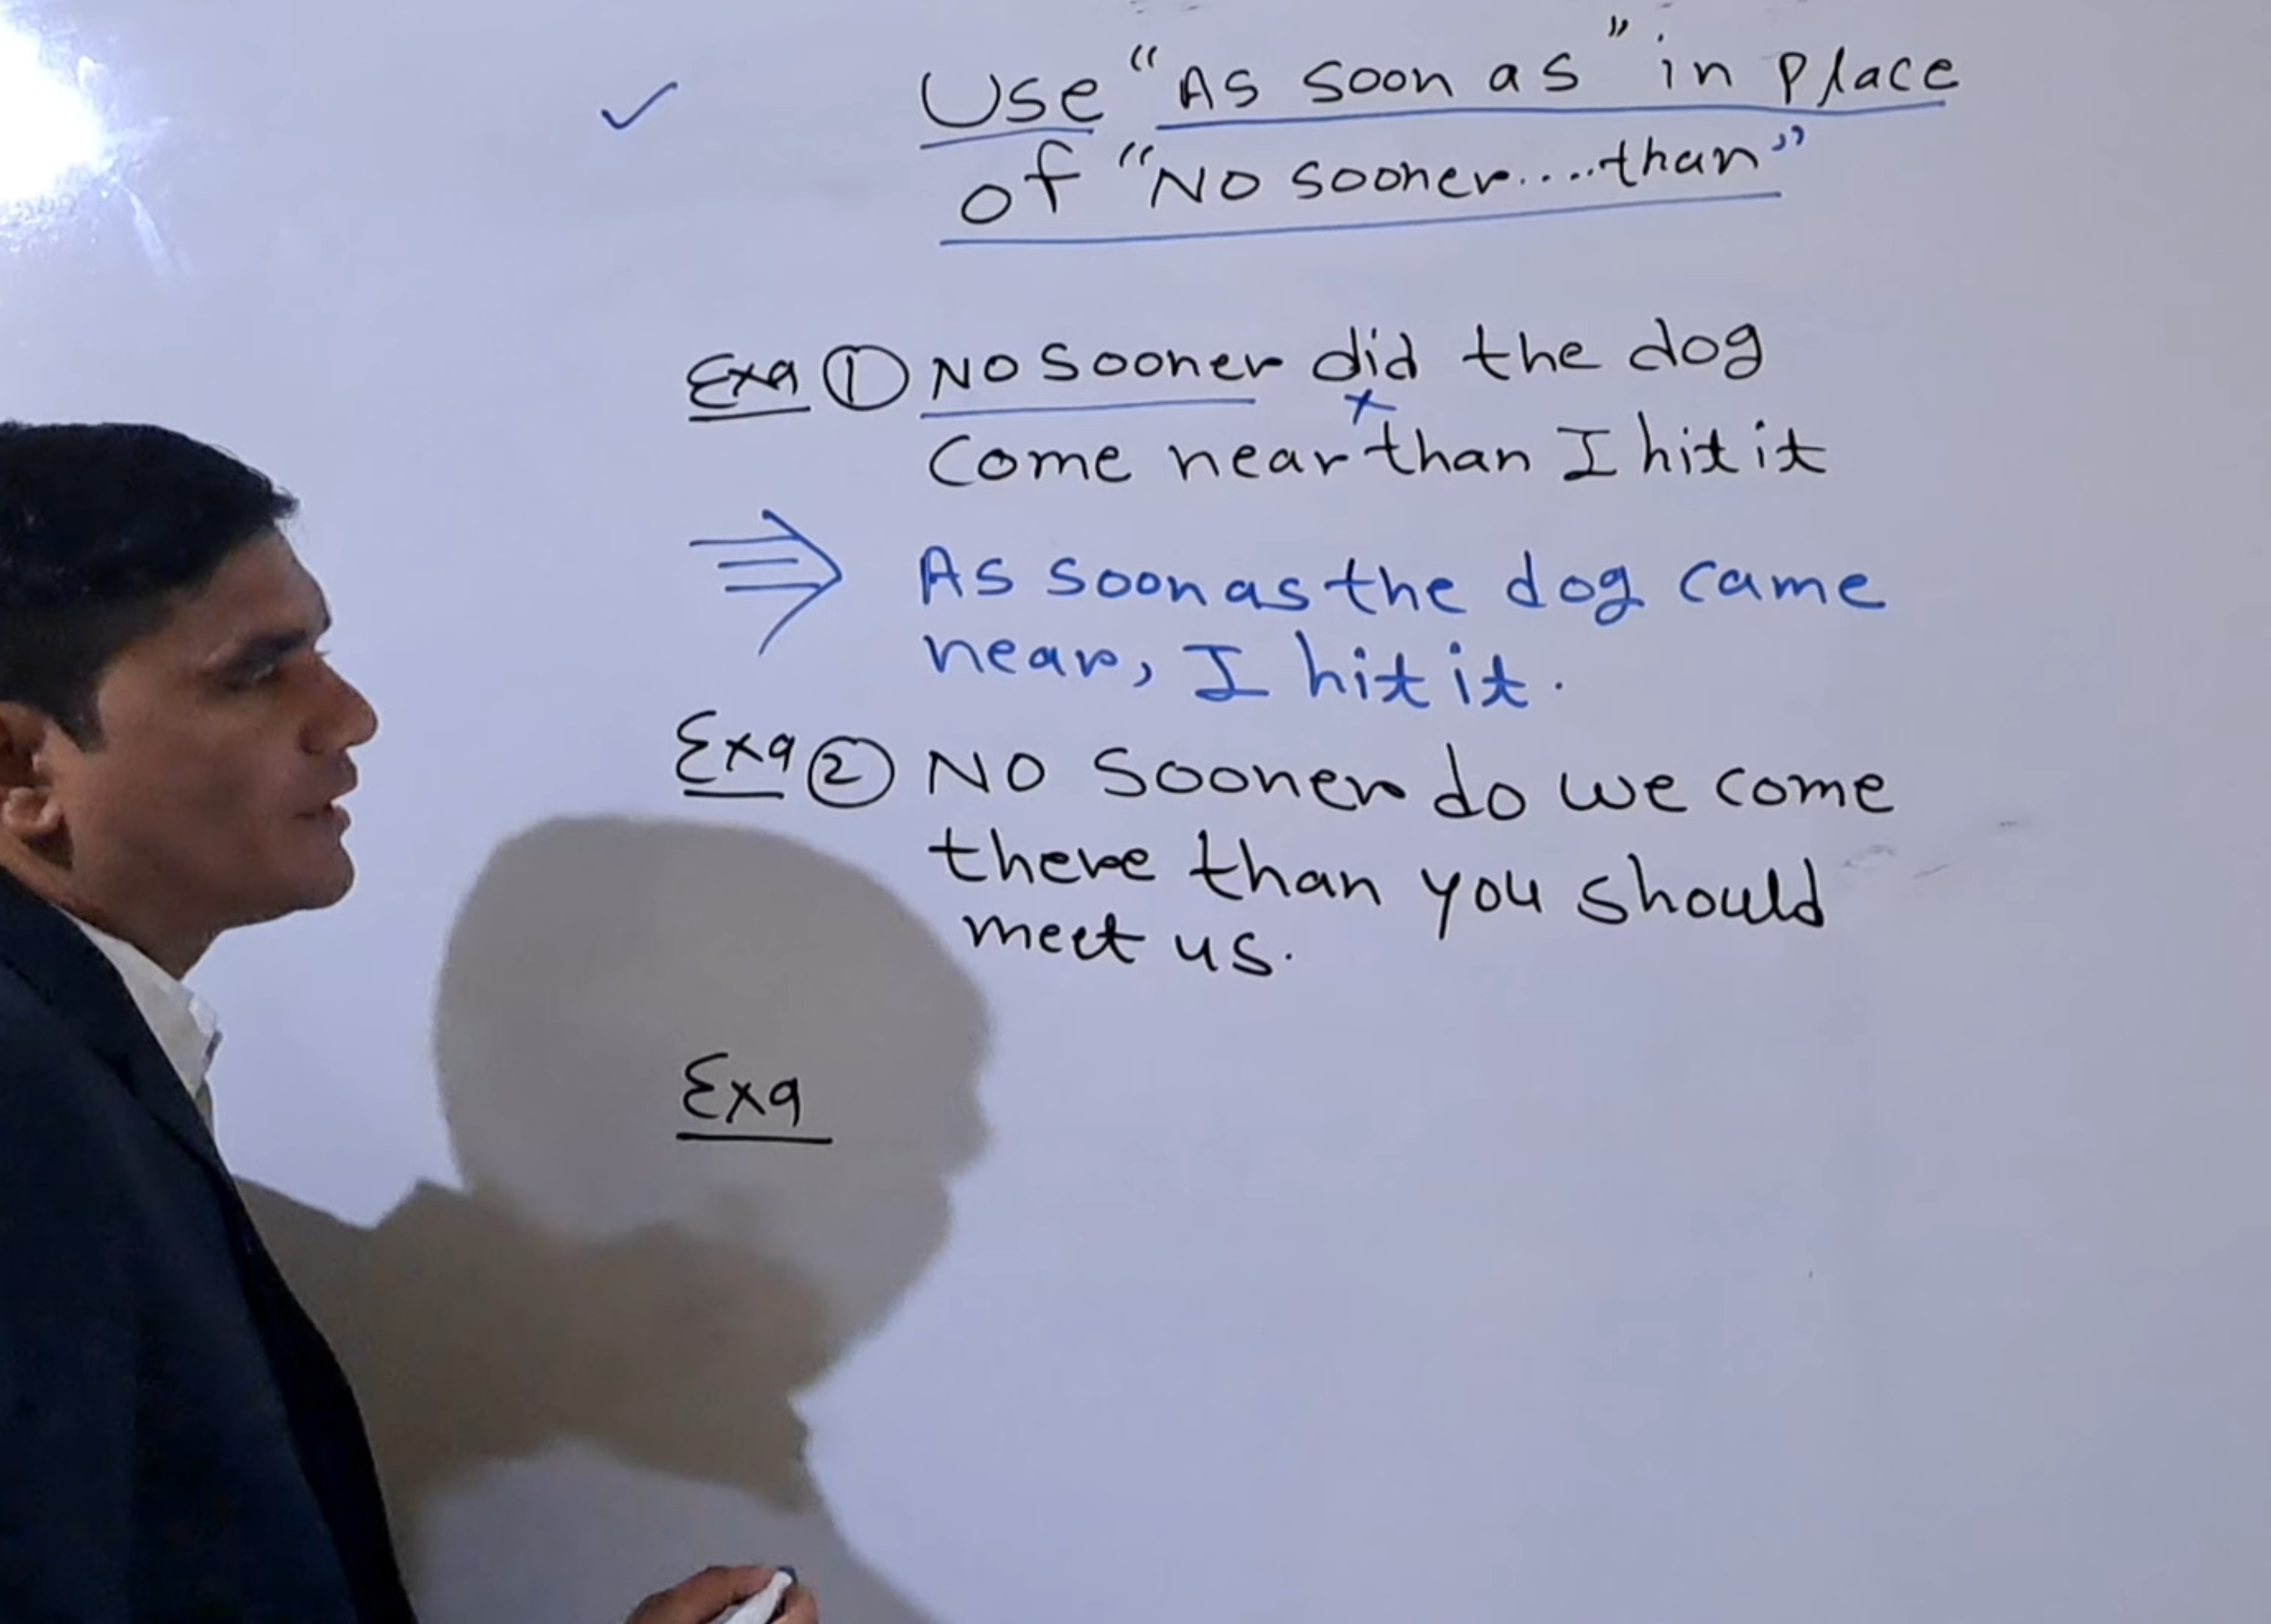 Use "As soon as" in place
of "No sooner.....than"
Exa ① No sooner did the dog
come near than I hit it
As soon as the dog came
near, I hit it.
Exa ② No sooner do we come
there than you should
meet us.
Exa